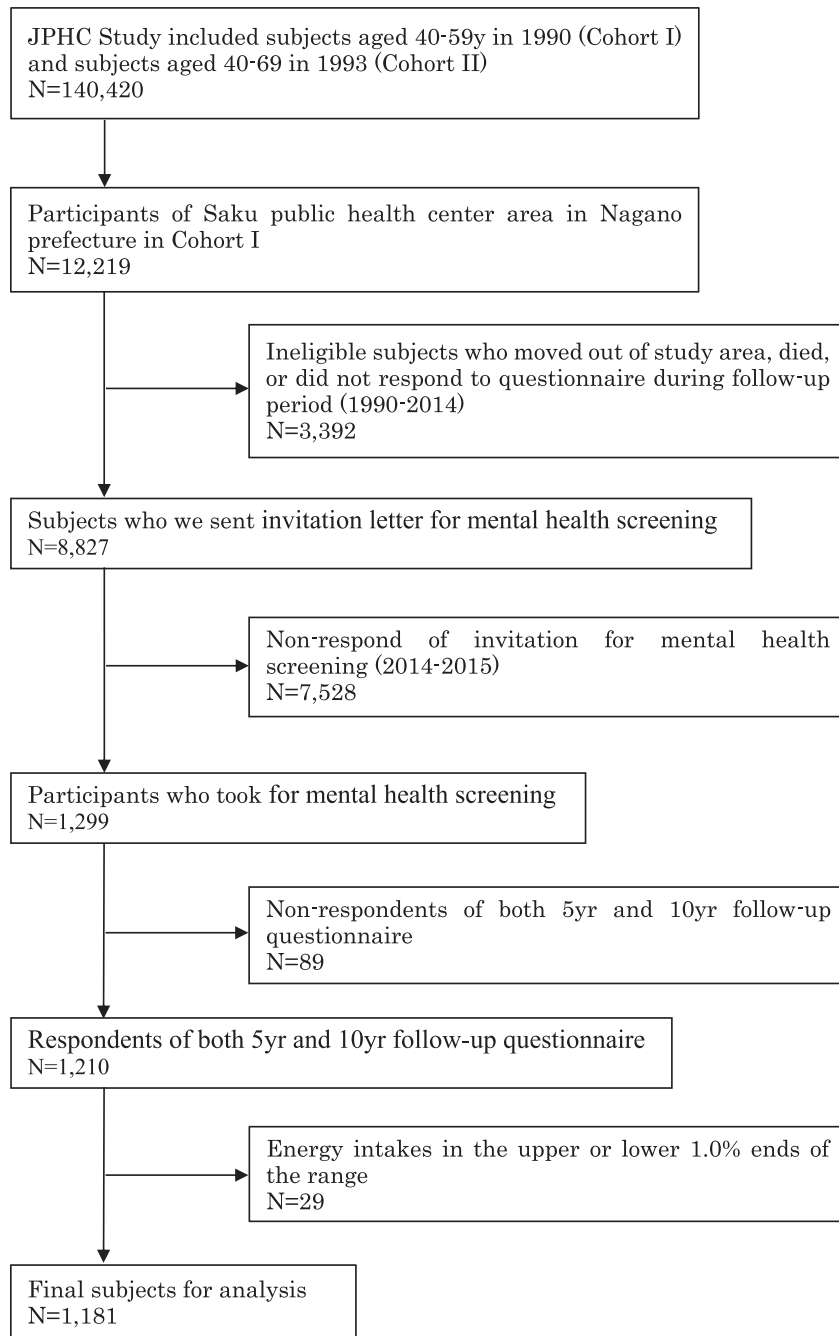 JPHC Study included subjects aged 40-59y in 1990 (Cohort I)
and subjects aged 40-69 in 1993 (Cohort II)
N=140,420
Participants of Saku public health center area in Nagano
prefecture in Cohort I
N=12,219
Ineligible subjects who moved out of study area, died,
or did not respond to questionnaire during follow-up
period (1990-2014)
N=3,392
Subjects who we sent invitation letter for mental health screening
N=8,827
Non-respond of invitation for mental health
screening (2014-2015)
N=7,528
Participants who took for mental health screening
N=1,299
Non-respondents of both 5yr and 10yr follow-up
questionnaire
N=89
Respondents of both 5yr and 10yr follow-up questionnaire
N=1,210
Energy intakes in the upper or lower 1.0% ends of
the range
N=29
Final subjects for analysis
N=1,181